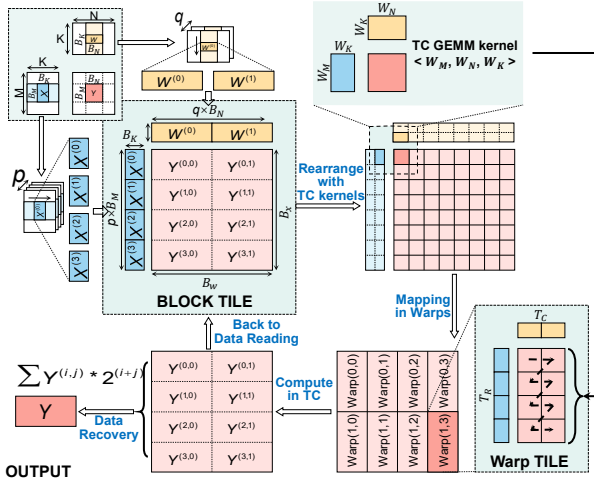 N
K
B_K
W
B_N
K
B_K
M
B_M
X
B_M
Y
q
W^(0)
W^(0)
W^(1)
q×B_N
B_K
W^(0)
W^(1)
p
X^(0)
X^(0)
X^(1)
X^(2)
X^(3)
p×B_M
X^(0)
X^(1)
X^(2)
X^(3)
Y^(0,0)
Y^(0,1)
Y^(1,0)
Y^(1,1)
Y^(2,0)
Y^(2,1)
Y^(3,0)
Y^(3,1)
B_x
B_w
BLOCK TILE
W_N
W_K
W_K
W_M
TC GEMM kernel
< W_M, W_N, W_K >
Rearrange
with
TC kernels
Mapping
in Warps
T_C
T_R
Warp TILE
Warp(0,0)
Warp(0,1)
Warp(0,2)
Warp(0,3)
Warp(1,0)
Warp(1,1)
Warp(1,2)
Warp(1,3)
Compute
in TC
Back to
Data Reading
Y^(0,0)
Y^(0,1)
Y^(1,0)
Y^(1,1)
Y^(2,0)
Y^(2,1)
Y^(3,0)
Y^(3,1)
∑ Y^(i,j) * 2^(i+j)
Y
Data
Recovery
OUTPUT